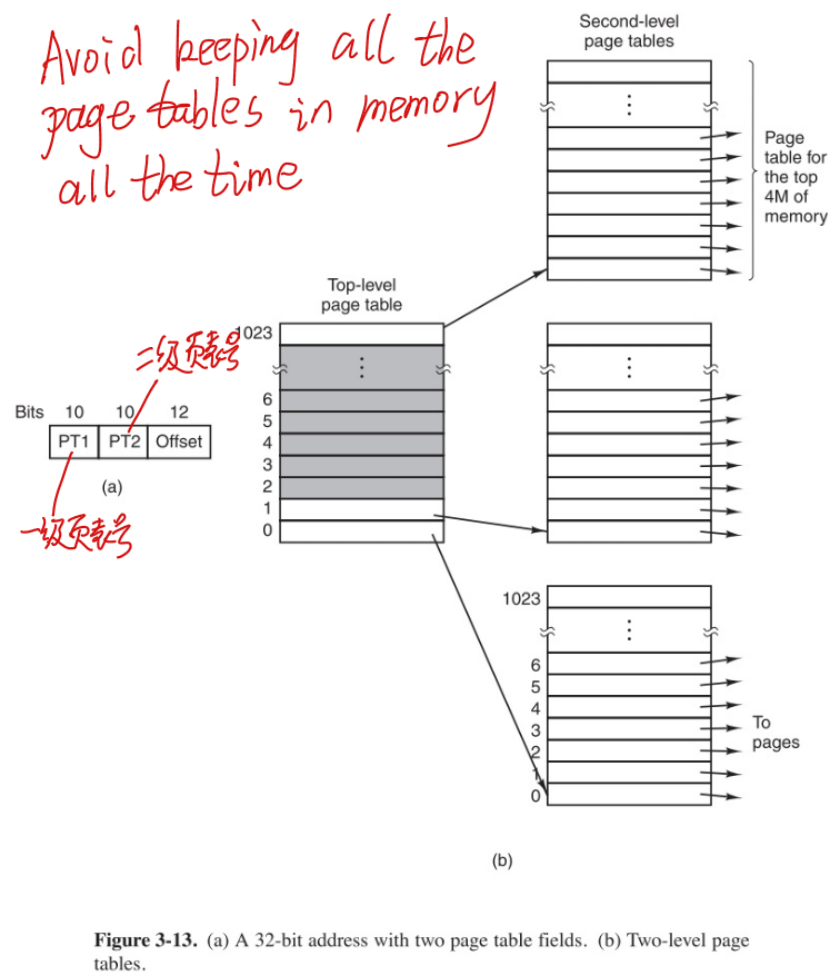 Avoid keeping all the
page tables in memory
all the time
Second-level
page tables
Page
table for
the top
4M of
memory
Top-level
page table
1023
6
5
4
3
2
1
0
二级页表号
Bits 10 10 12
PT1 PT2 Offset
(a)
一级页表号
1023
6
5
4
3
2
1
0
To
pages
(b)
Figure 3-13. (a) A 32-bit address with two page table fields. (b) Two-level page
tables.